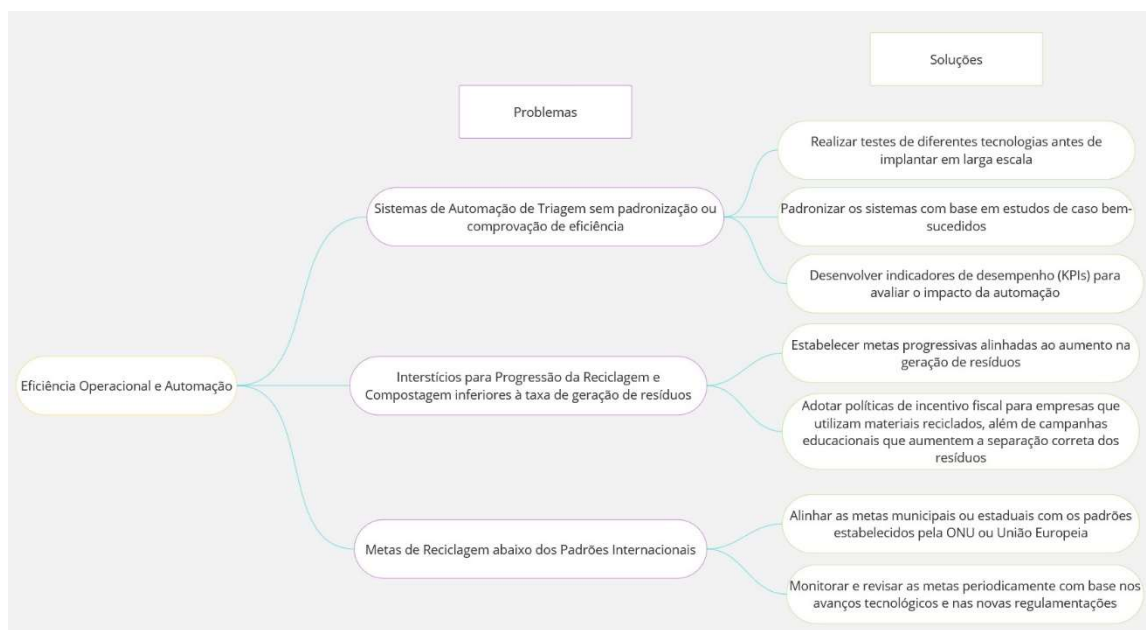 Soluções
Problemas
Realizar testes de diferentes tecnologias antes de
implantar em larga escala
Sistemas de Automação de Triagem sem padronização ou
comprovação de eficiência
Padronizar os sistemas com base em estudos de caso bem-
sucedidos
Desenvolver indicadores de desempenho (KPIs) para
avaliar o impacto da automação
Eficiência Operacional e Automação
Interstícios para Progressão da Reciclagem e
Compostagem inferiores à taxa de geração de resíduos
Estabelecer metas progressivas alinhadas ao aumento na
geração de resíduos
Adotar políticas de incentivo fiscal para empresas que
utilizam materiais reciclados, além de campanhas
educacionais que aumentem a separação correta dos
resíduos
Metas de Reciclagem abaixo dos Padrões Internacionais
Alinhar as metas municipais ou estaduais com os padrões
estabelecidos pela ONU ou União Europeia
Monitorar e revisar as metas periodicamente com base nos
avanços tecnológicos e nas novas regulamentações